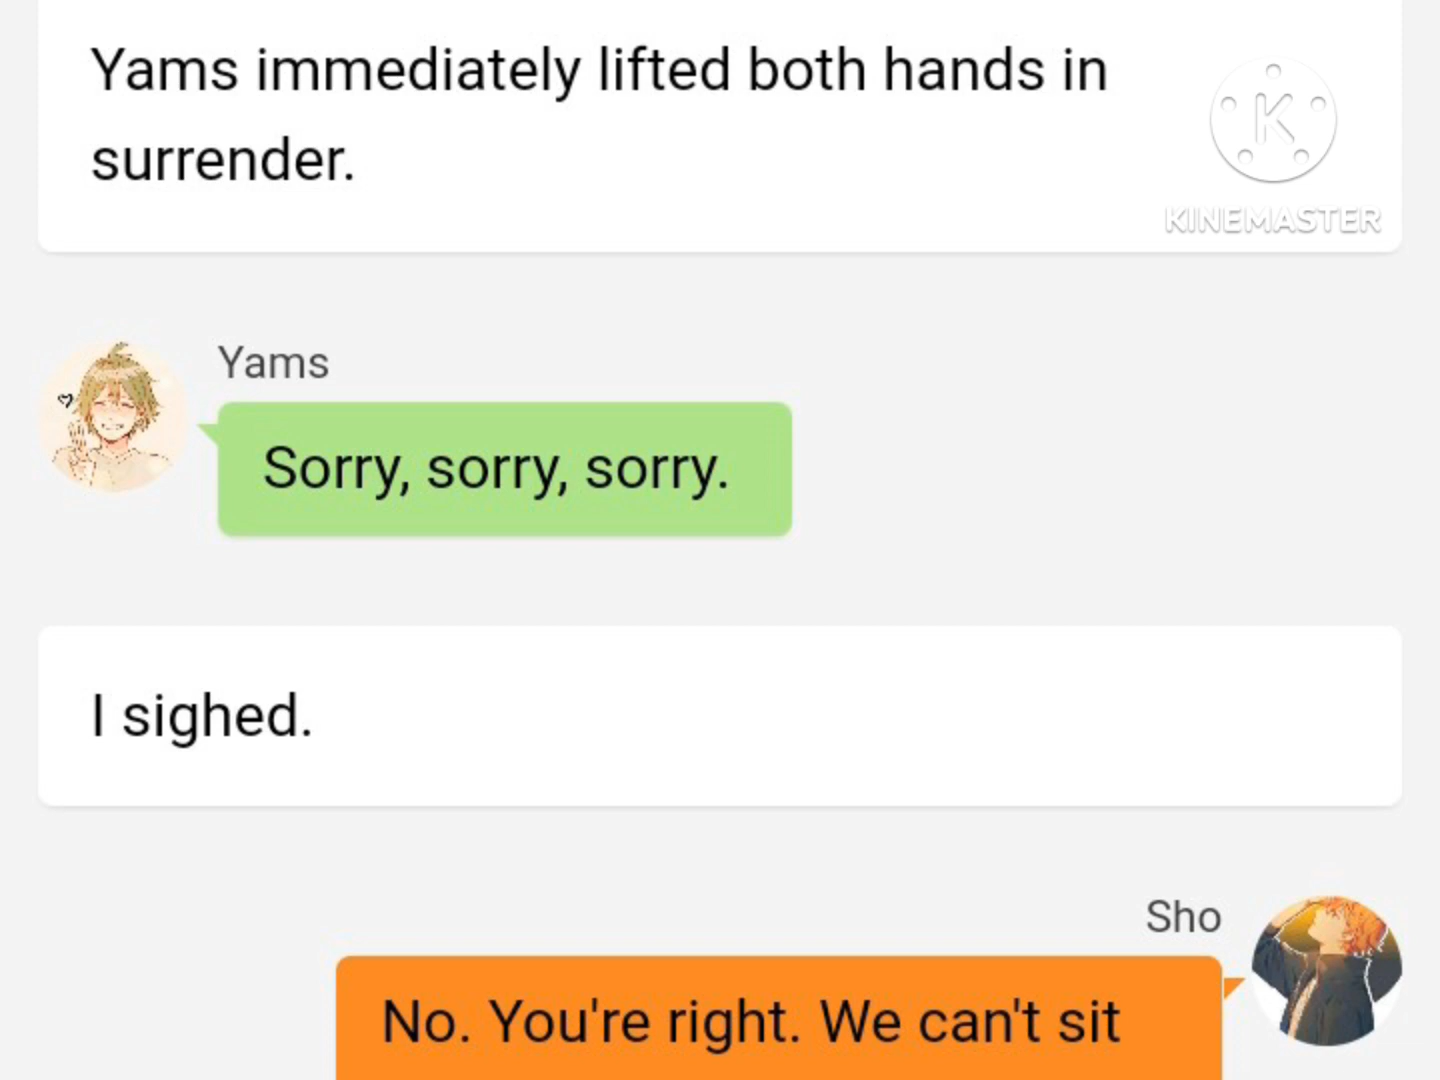 Yams immediately lifted both hands in
surrender.
KINEMASTER
Yams
Sorry, sorry, sorry.
I sighed.
Sho
No. You're right. We can't sit